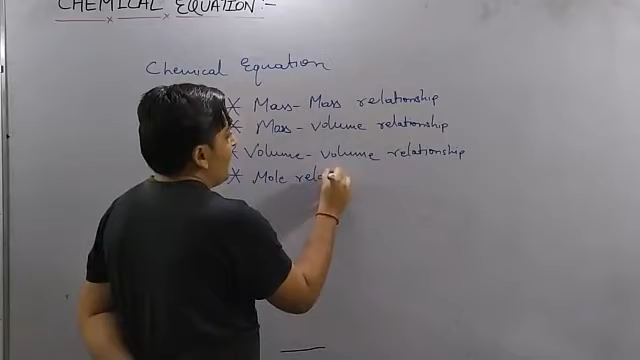 CHEMICAL EQUATION :-
Chemical Equation
* Mass - Mass relationship
* Mass - Volume relationship
* Volume - Volume relationship
* Mole rela